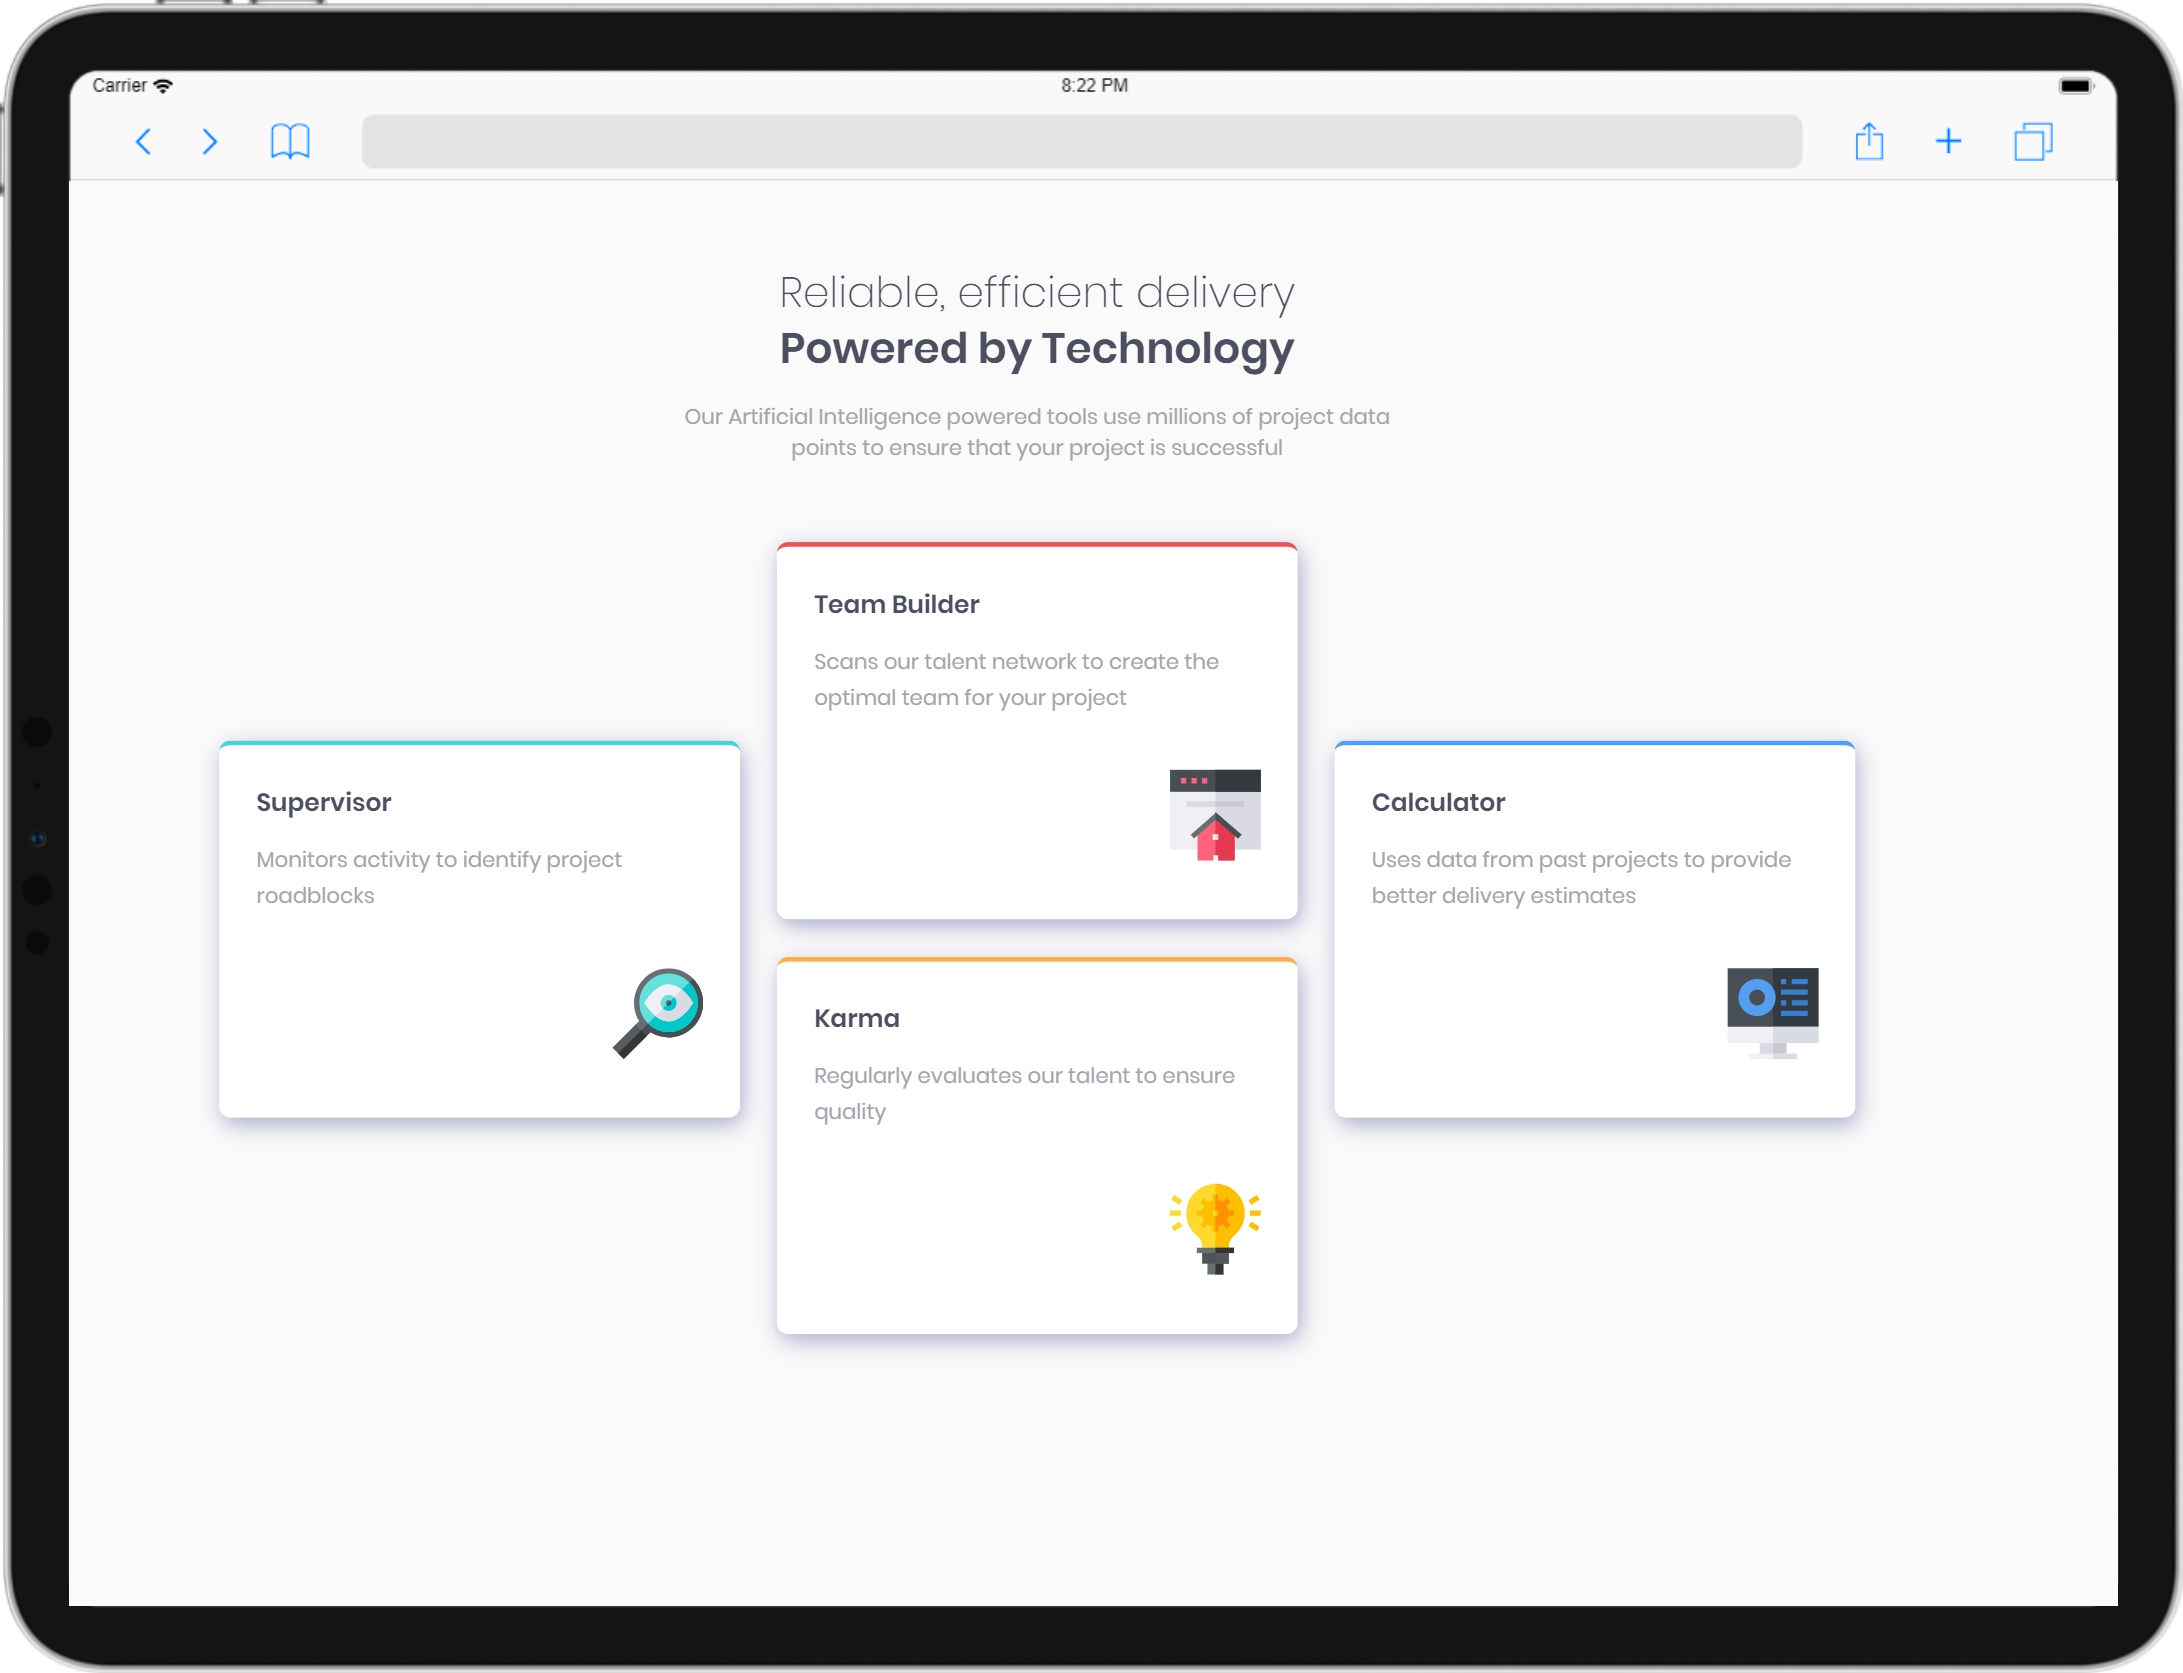 Carrier
8:22 PM
Reliable, efficient delivery
Powered by Technology
Our Artificial Intelligence powered tools use millions of project data
points to ensure that your project is successful
Team Builder
Scans our talent network to create the
optimal team for your project
Supervisor
Monitors activity to identify project
roadblocks
Calculator
Uses data from past projects to provide
better delivery estimates
Karma
Regularly evaluates our talent to ensure
quality